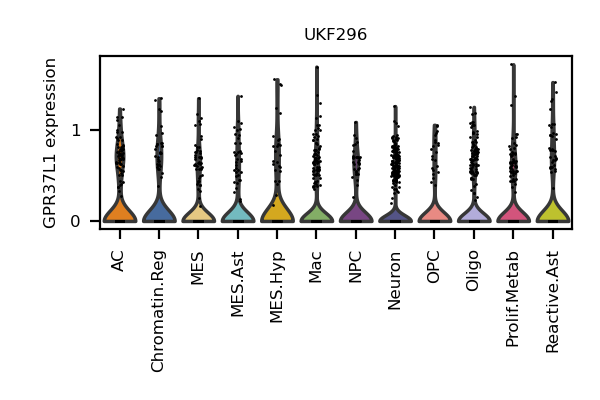 UKF296
GPR37L1 expression
1
0
AC
Chromatin.Reg
MES
MES.Ast
MES.Hyp
Mac
NPC
Neuron
OPC
Oligo
Prolif.Metab
Reactive.Ast